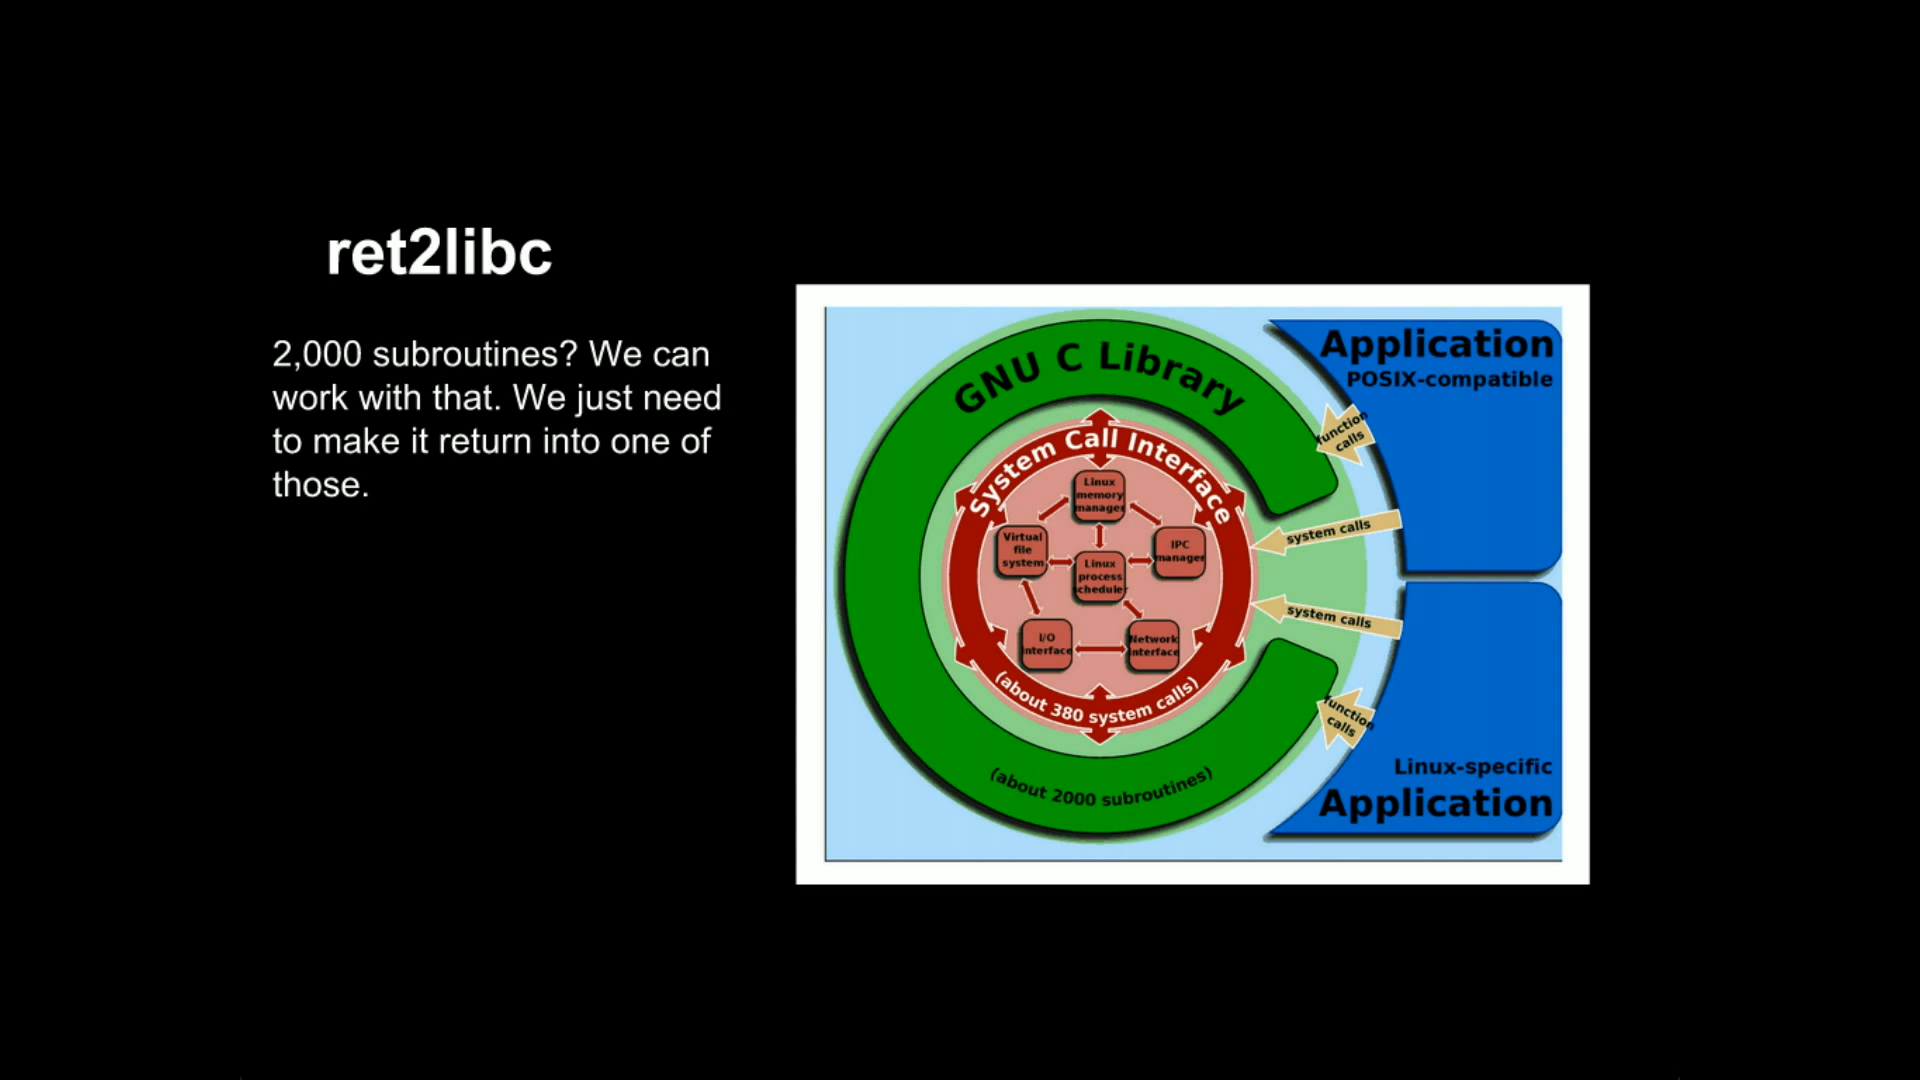 ret2libc
2,000 subroutines? We can
work with that. We just need
to make it return into one of
those.
GNU C Library
System Call Interface
Linux
memory
manager
Virtual
file
system
IPC
manager
Linux
process
scheduler
I/O
interface
Network
interface
(about 380 system calls)
(about 2000 subroutines)
Application
POSIX-compatible
function
calls
system calls
system calls
function
calls
Linux-specific
Application